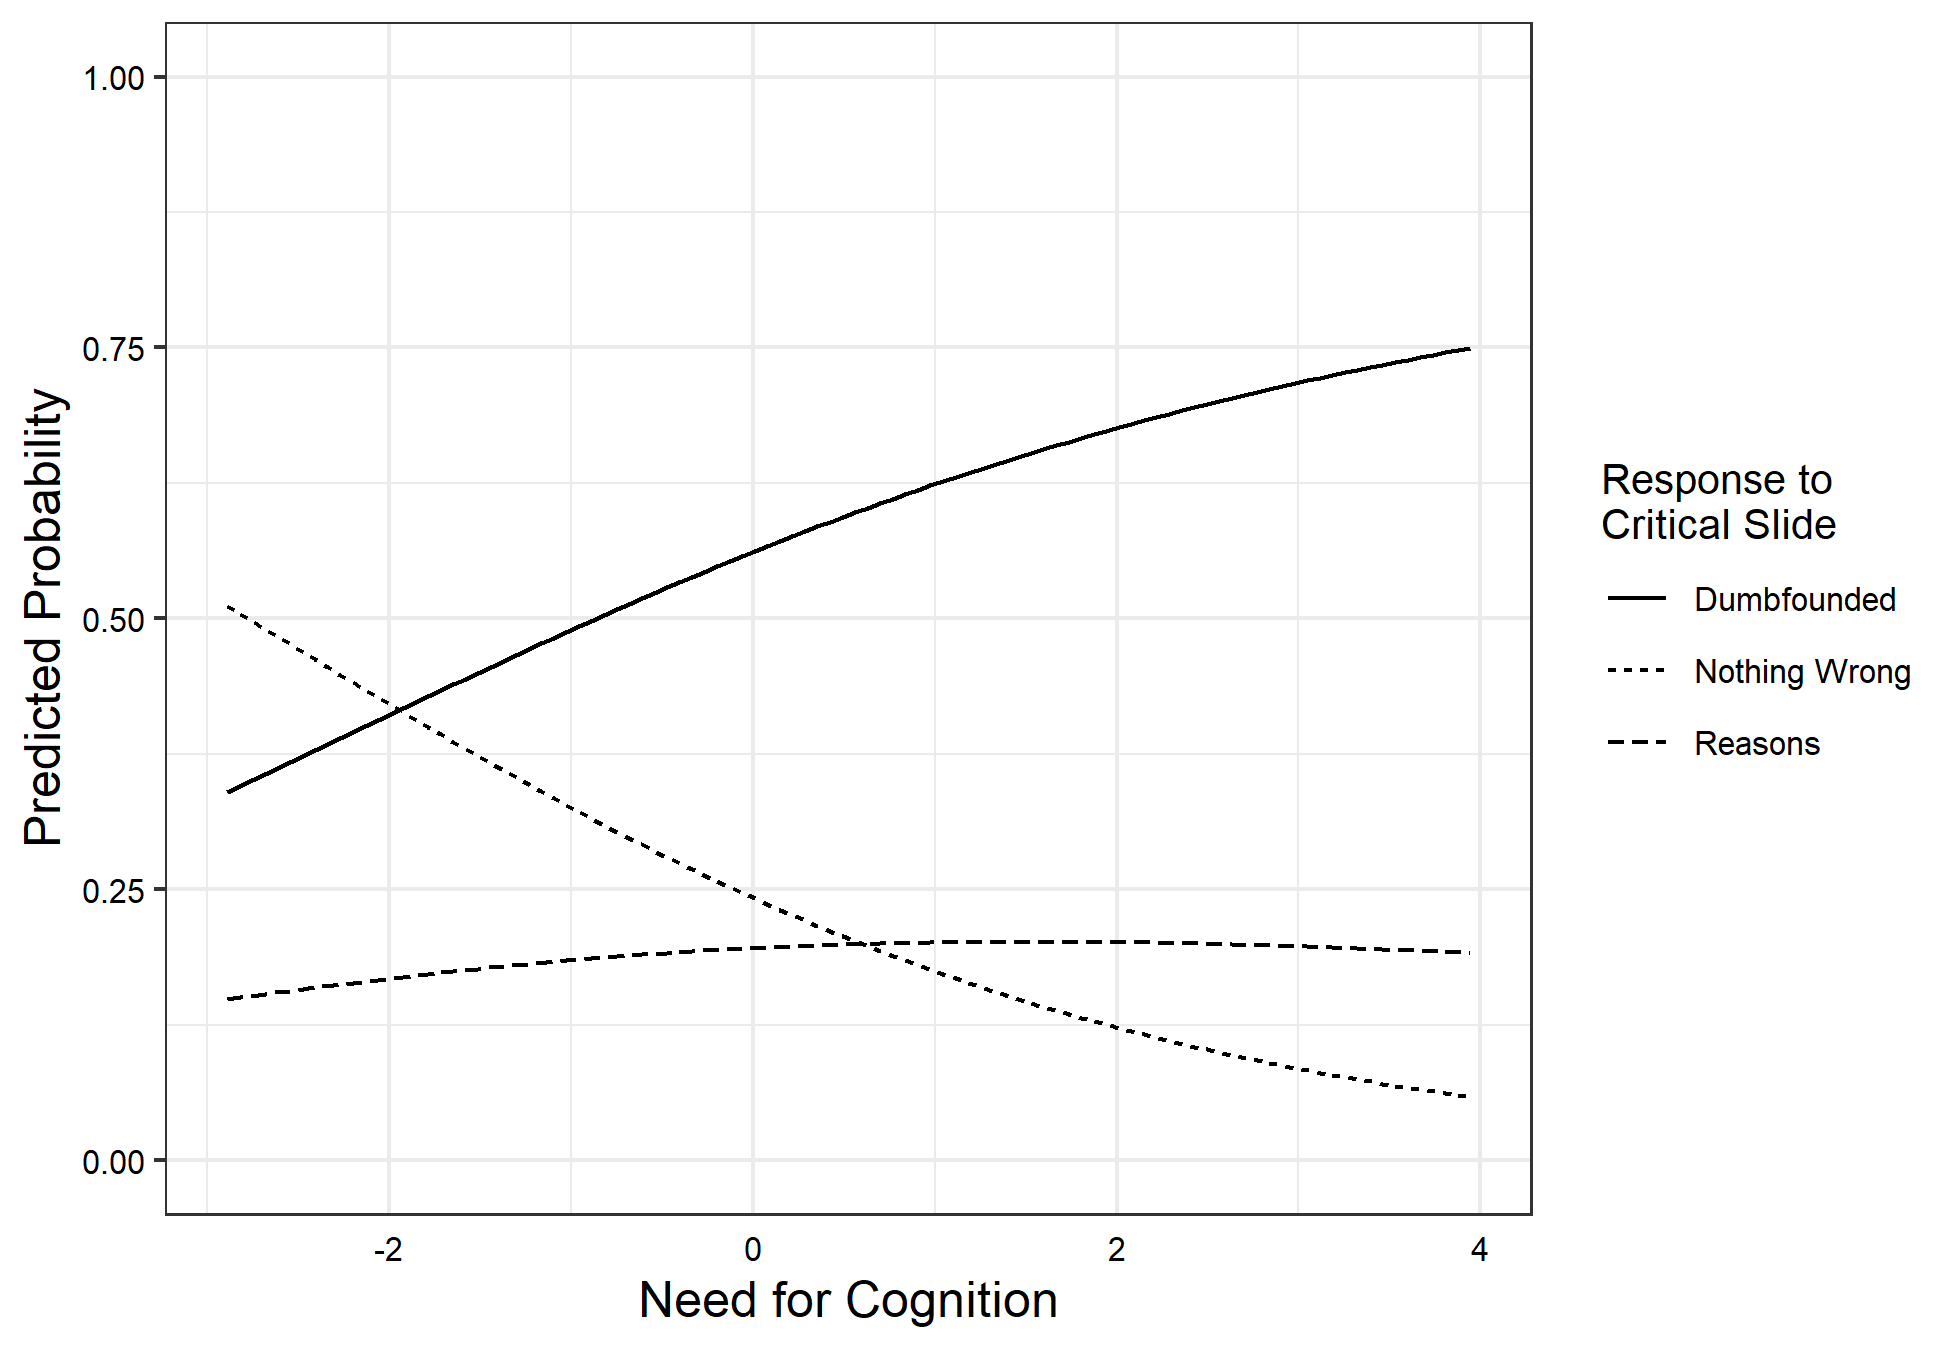 1.00
0.75
0.50
0.25
0.00
Predicted Probability
-2
0
2
4
Need for Cognition
Response to
Critical Slide
Dumbfounded
Nothing Wrong
Reasons